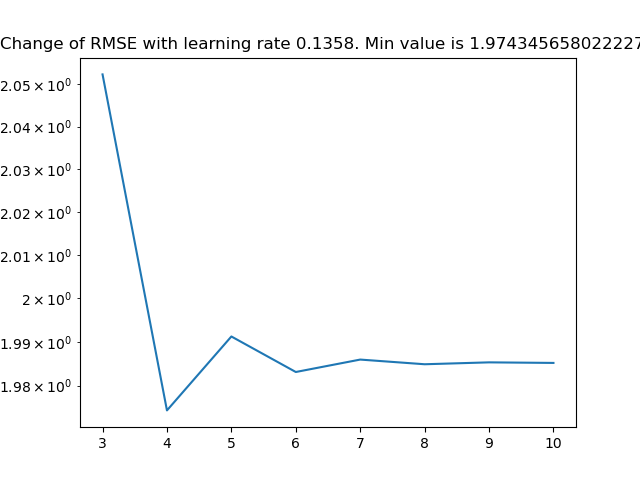 Change of RMSE with learning rate 0.1358. Min value is 1.974345658022227
2.05 × 10⁰
2.04 × 10⁰
2.03 × 10⁰
2.02 × 10⁰
2.01 × 10⁰
2 × 10⁰
1.99 × 10⁰
1.98 × 10⁰
3 4 5 6 7 8 9 10